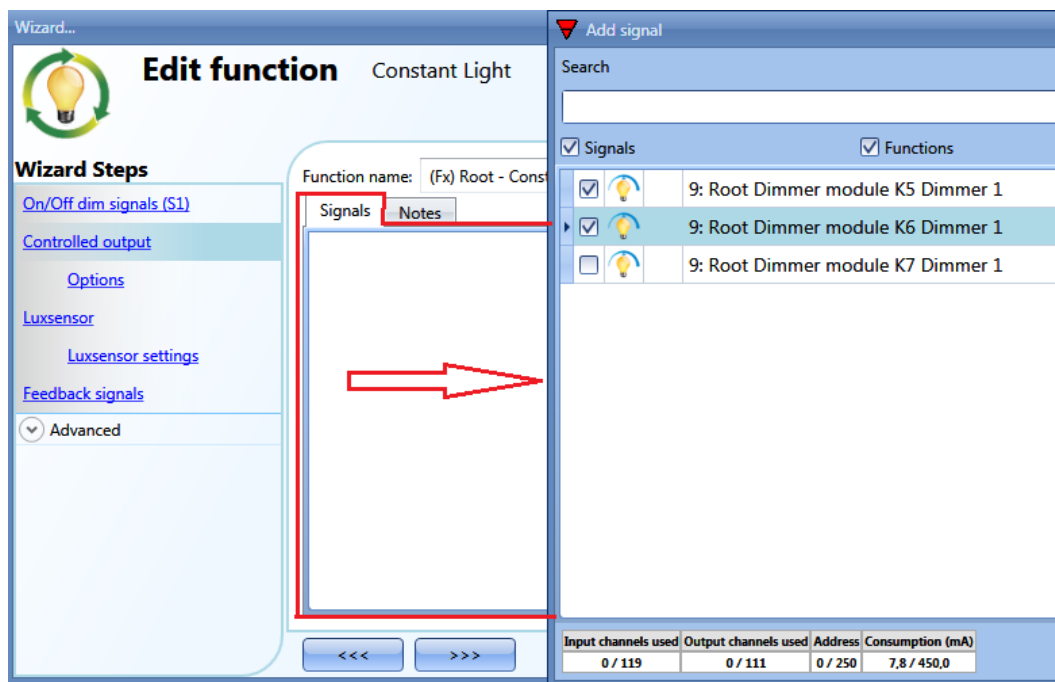 Wizard...
Edit function Constant Light
Wizard Steps
On/Off dim signals (S1)
Controlled output
Options
Luxsensor
Luxsensor settings
Feedback signals
Advanced
Function name: (Fx) Root - Const
Signals Notes
<<< >>>
Add signal
Search
Signals Functions
9: Root Dimmer module K5 Dimmer 1
9: Root Dimmer module K6 Dimmer 1
9: Root Dimmer module K7 Dimmer 1
Input channels used Output channels used Address Consumption (mA)
0 / 119 0 / 111 0 / 250 7,8 / 450,0